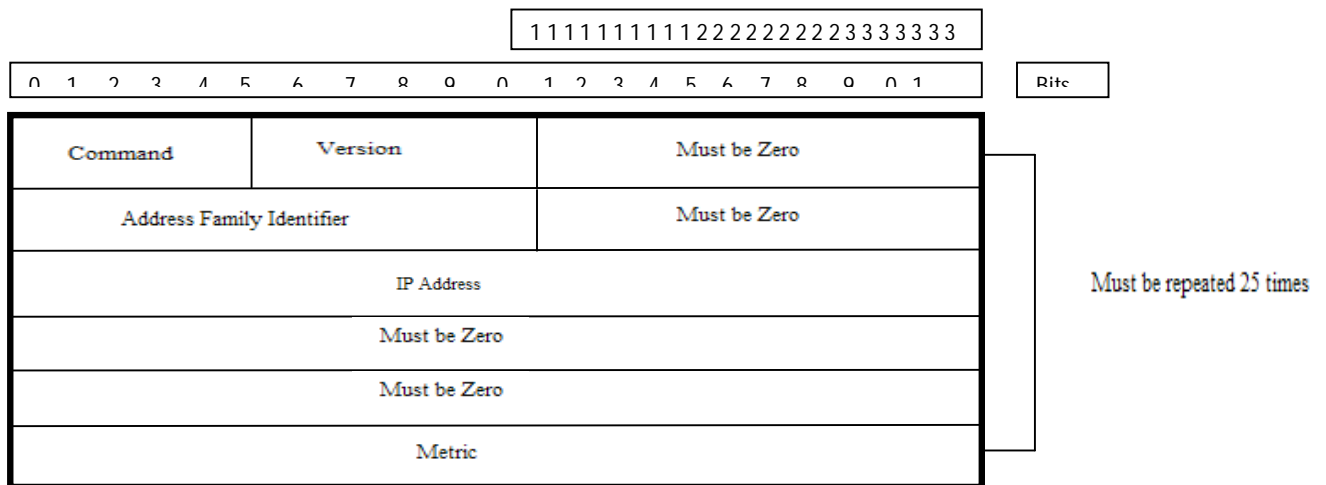 1 1 1 1 1 1 1 1 1 1 2 2 2 2 2 2 2 2 2 3 3 3 3 3 3 3
0 1 2 3 4 5 6 7 8 9 0 1 2 3 4 5 6 7 8 9 0 1 Bits
Command Version Must be Zero
Address Family Identifier Must be Zero
IP Address
Must be repeated 25 times
Must be Zero
Must be Zero
Metric